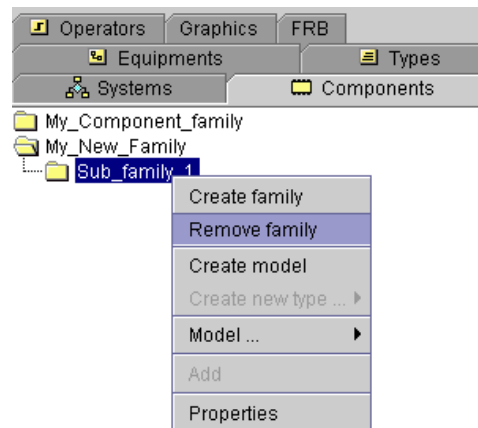 Operators Graphics FRB
Equipments Types
Systems Components
My_Component_family
My_New_Family
Sub_family_1
Create family
Remove family
Create model
Create new type ...
Model ...
Add
Properties